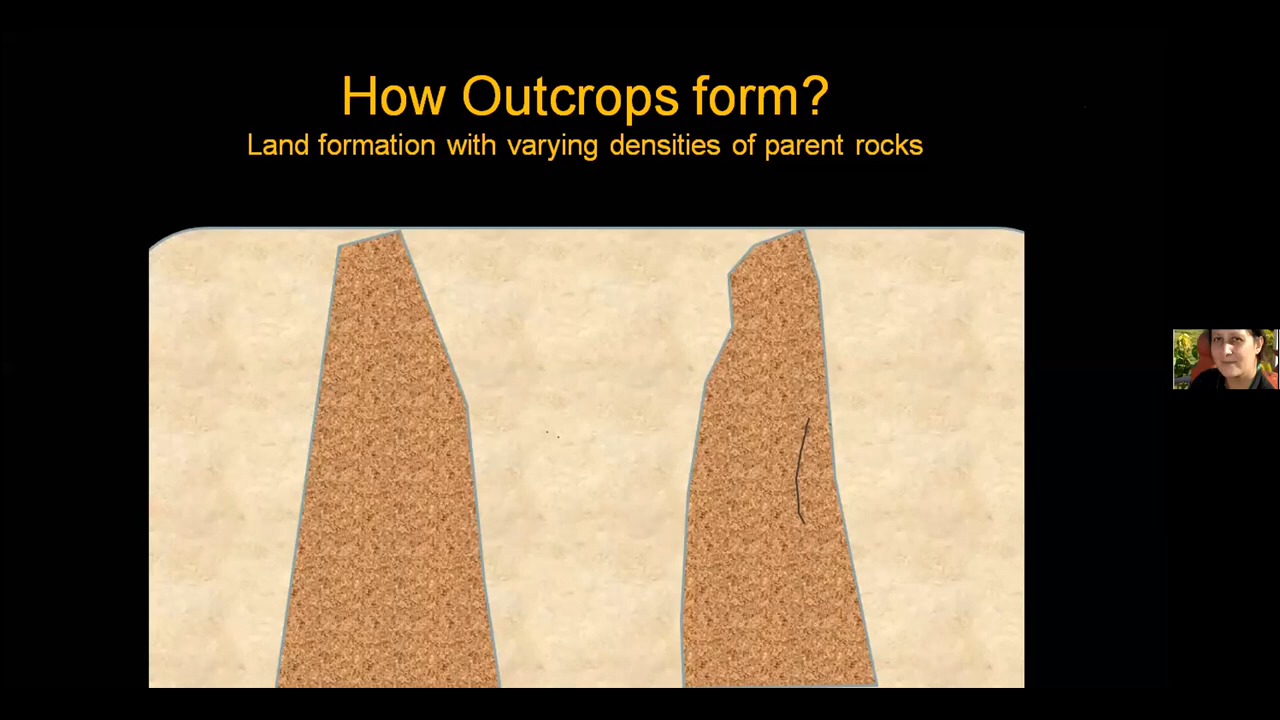 How Outcrops form?
Land formation with varying densities of parent rocks